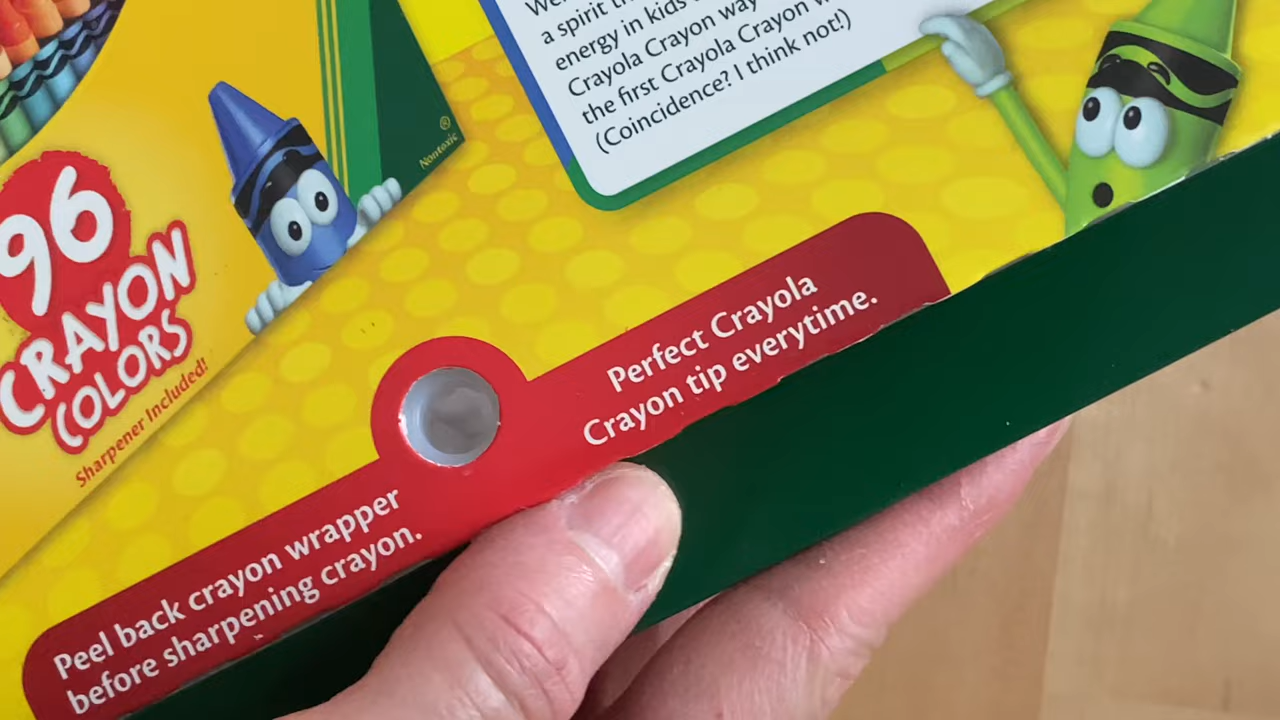 a spirit
energy in kids
Crayola Crayon way
the first Crayola Crayon
(Coincidence? I think not!)
Nontoxic
®
96
CRAYON
COLORS
Sharpener Included!
Perfect Crayola
Crayon tip everytime.
Peel back crayon wrapper
before sharpening crayon.